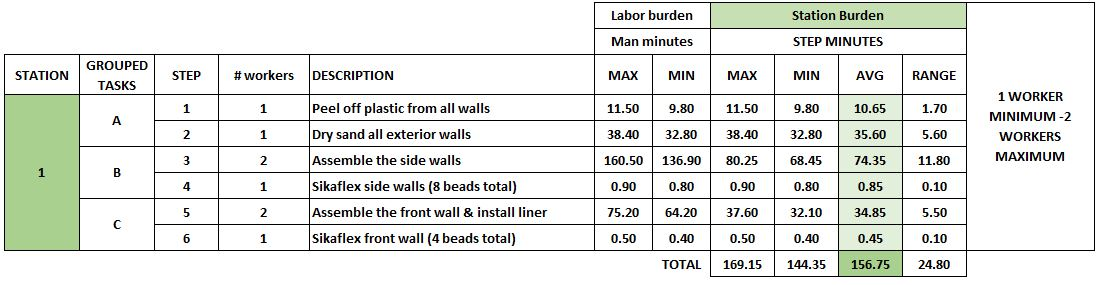 Labor burden Station Burden
Man minutes STEP MINUTES
STATION GROUPED TASKS STEP # workers DESCRIPTION MAX MIN MAX MIN AVG RANGE
1 WORKER
MINIMUM -2
WORKERS
MAXIMUM
1
A
1 1 Peel off plastic from all walls 11.50 9.80 11.50 9.80 10.65 1.70
2 1 Dry sand all exterior walls 38.40 32.80 38.40 32.80 35.60 5.60
B
3 2 Assemble the side walls 160.50 136.90 80.25 68.45 74.35 11.80
4 1 Sikaflex side walls (8 beads total) 0.90 0.80 0.90 0.80 0.85 0.10
C
5 2 Assemble the front wall & install liner 75.20 64.20 37.60 32.10 34.85 5.50
6 1 Sikaflex front wall (4 beads total) 0.50 0.40 0.50 0.40 0.45 0.10
TOTAL 169.15 144.35 156.75 24.80